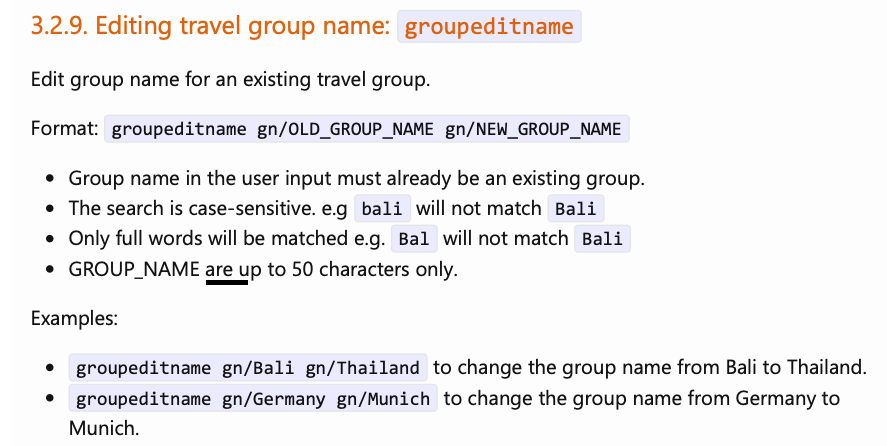 3.2.9. Editing travel group name: groupeditname
Edit group name for an existing travel group.
Format: groupeditname gn/OLD_GROUP_NAME gn/NEW_GROUP_NAME
• Group name in the user input must already be an existing group.
• The search is case-sensitive. e.g bali will not match Bali
• Only full words will be matched e.g. Bal will not match Bali
• GROUP_NAME are up to 50 characters only.
Examples:
• groupeditname gn/Bali gn/Thailand to change the group name from Bali to Thailand.
• groupeditname gn/Germany gn/Munich to change the group name from Germany to
Munich.